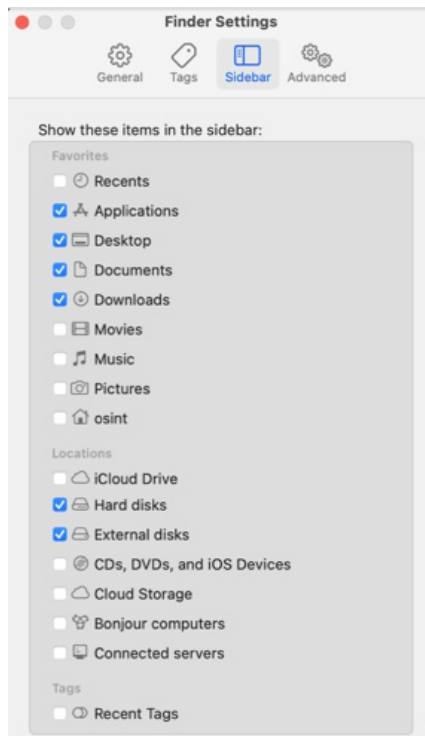 Finder Settings
General Tags Sidebar Advanced
Show these items in the sidebar:
Favorites
Recents
Applications
Desktop
Documents
Downloads
Movies
Music
Pictures
osint
Locations
iCloud Drive
Hard disks
External disks
CDs, DVDs, and iOS Devices
Cloud Storage
Bonjour computers
Connected servers
Tags
Recent Tags